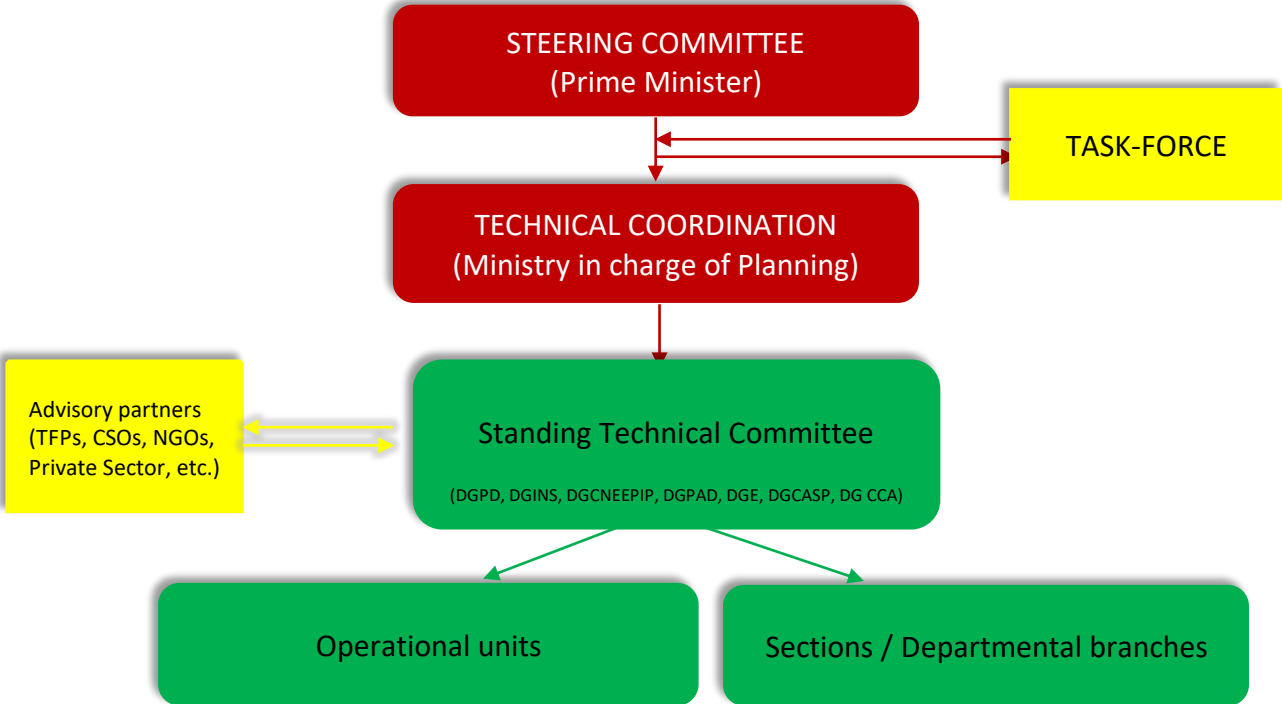 STEERING COMMITTEE
(Prime Minister)
TASK-FORCE
TECHNICAL COORDINATION
(Ministry in charge of Planning)
Advisory partners
(TFPs, CSOs, NGOs,
Private Sector, etc.)
Standing Technical Committee
(DGPD, DGINS, DGCNEEPIP, DGPAD, DGE, DGCASP, DG CCA)
Operational units
Sections / Departmental branches